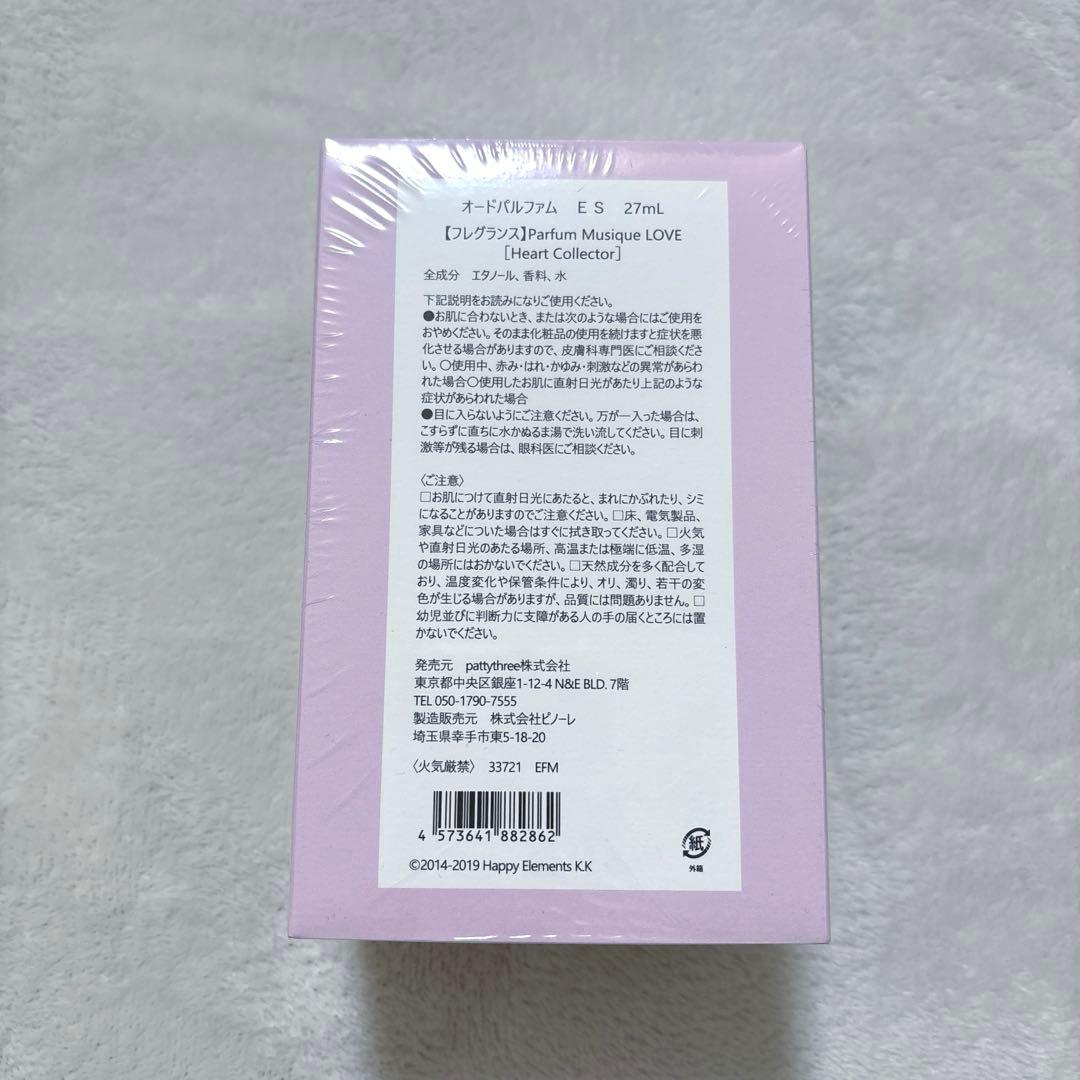 オードパルファム　ＥＳ　27mL
【フレグランス】Parfum Musique LOVE
［Heart Collector］
全成分　エタノール、香料、水
下記説明をお読みになりご使用ください。
●お肌に合わないとき、または次のような場合にはご使用を
おやめください。そのまま化粧品の使用を続けますと症状を悪
化させる場合がありますので、皮膚科専門医にご相談くださ
い。○使用中、赤み・はれ・かゆみ・刺激などの異常があらわ
れた場合○使用したお肌に直射日光があたり上記のような
症状があらわれた場合
●目に入らないようにご注意ください。万が一入った場合は、
こすらずに直ちに水かぬるま湯で洗い流してください。目に刺
激等が残る場合は、眼科医にご相談ください。
〈ご注意〉
□お肌につけて直射日光にあたると、まれにかぶれたり、シミ
になることがありますのでご注意ください。□床、電気製品、
家具などについた場合はすぐに拭き取ってください。□火気
や直射日光のあたる場所、高温または極端に低温、多湿
の場所にはおかないでください。□天然成分を多く配合して
おり、温度変化や保管条件により、オリ、濁り、若干の変
色が生じる場合がありますが、品質には問題ありません。□
幼児並びに判断力に支障がある人の手の届くところには置
かないでください。
発売元　pattythree株式会社
東京都中央区銀座1-12-4 N&E BLD. 7階
TEL 050-1790-7555
製造販売元　株式会社ピノーレ
埼玉県幸手市東5-18-20
〈火気厳禁〉　33721　EFM
4 573641 882862
紙
外箱
©2014-2019 Happy Elements K.K